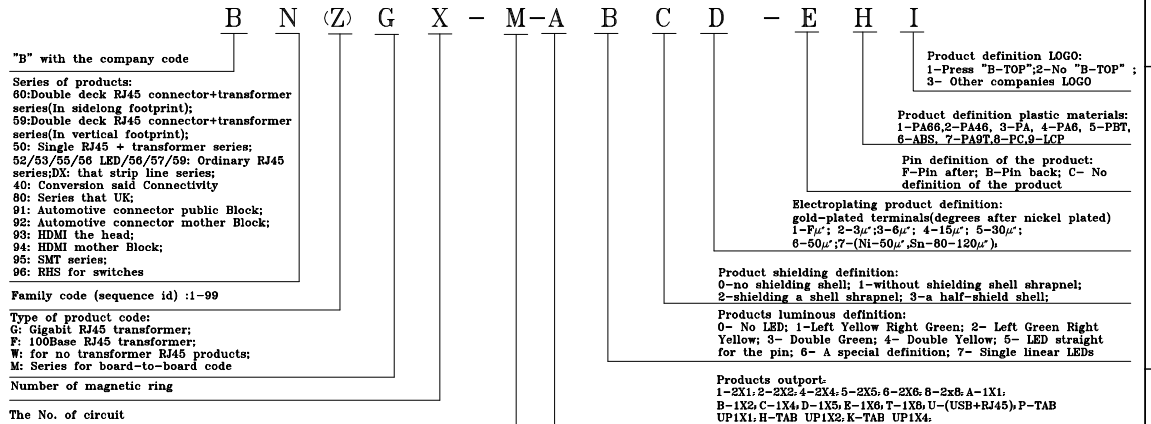 B N (Z) G X - M-A B C D - E H I
"B" with the company code
Series of products:
60:Double deck RJ45 connector+transformer
series(In sidelong footprint);
59:Double deck RJ45 connector+transformer
series(In vertical footprint);
50: Single RJ45 + transformer series;
52/53/55/56 LED/56/57/59: Ordinary RJ45
series;DX: that strip line series;
40: Conversion said Connectivity
80: Series that UK;
91: Automotive connector public Block;
92: Automotive connector mother Block;
93: HDMI the head;
94: HDMI mother Block;
95: SMT series;
96: RHS for switches
Family code (sequence id) :1-99
Type of product code:
G: Gigabit RJ45 transformer;
F: 100Base RJ45 transformer;
W: for no transformer RJ45 products;
M: Series for board-to-board code
Number of magnetic ring
The No. of circuit
Product definition LOGO:
1-Press "B-TOP";2-No "B-TOP" ;
3- Other companies LOGO
Product definition plastic materials:
1-PA66,2-PA46, 3-PA, 4-PA6, 5-PBT,
6-ABS, 7-PA9T,8-PC,9-LCP
Pin definition of the product:
F-Pin after; B-Pin back; C- No
definition of the product
Electroplating product definition:
gold-plated terminals(degrees after nickel plated)
1-Fμ"; 2-3μ";3-6μ"; 4-15μ"; 5-30μ";
6-50μ";7-(Ni-50μ",Sn-80-120μ");
Product shielding definition:
0-no shielding shell; 1-without shielding shell shrapnel;
2-shielding a shell shrapnel; 3-a half-shield shell;
Products luminous definition:
0- No LED; 1-Left Yellow Right Green; 2- Left Green Right
Yellow; 3- Double Green; 4- Double Yellow; 5- LED straight
for the pin; 6- A special definition; 7- Single linear LEDs
Products outport:
1-2X1; 2-2X2; 4-2X4; 5-2X5; 6-2X6; 8-2x8; A-1X1;
B-1X2; C-1X4; D-1X5; E-1X6; T-1X8; U-(USB+RJ45); P-TAB
UP1X1; H-TAB UP1X2; K-TAB UP1X4;